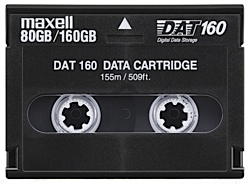 maxell
80GB/160GB
DAT 160
Digital Data Storage
DAT 160 DATA CARTRIDGE
155m/509ft.